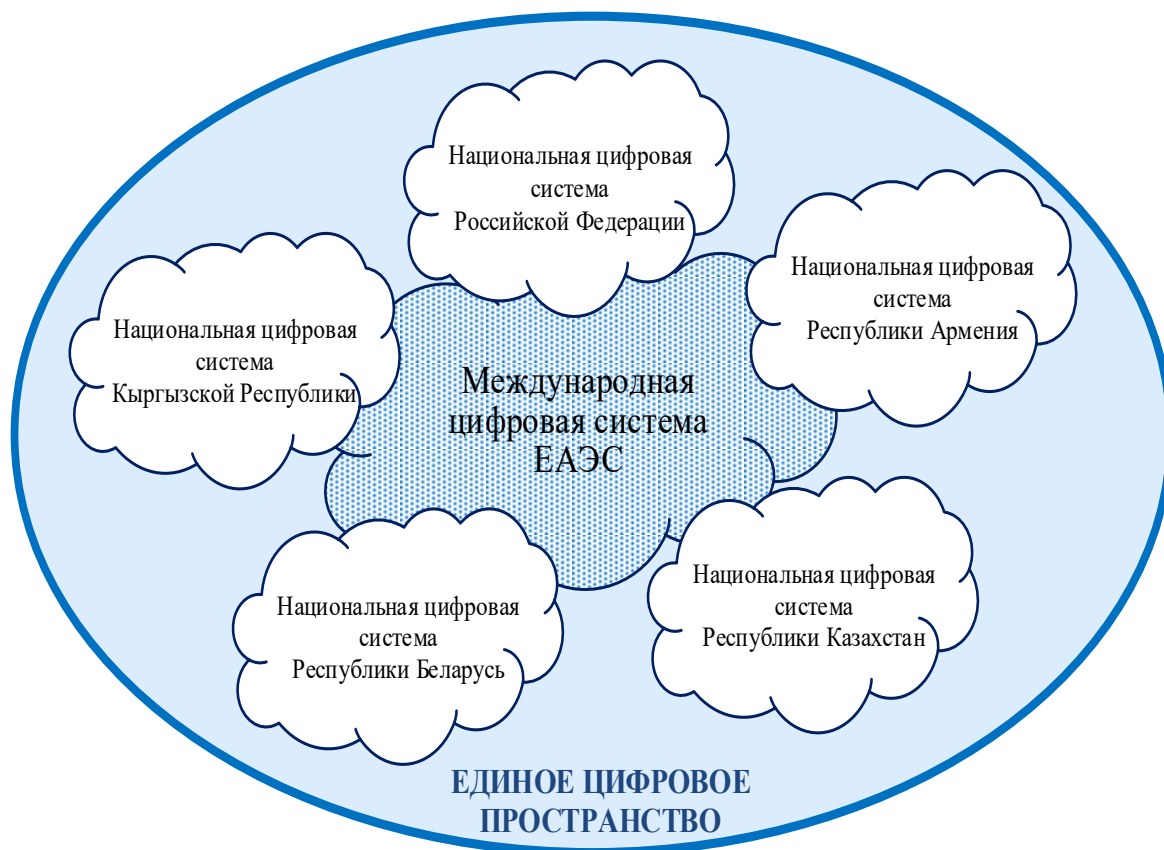 Национальная цифровая
система
Российской Федерации
Национальная цифровая
система
Республики Армения
Национальная цифровая
система
Кыргызской Республики
Международная
цифровая система
ЕАЭС
Национальная цифровая
система
Республики Казахстан
Национальная цифровая
система
Республики Беларусь
ЕДИНОЕ ЦИФРОВОЕ
ПРОСТРАНСТВО